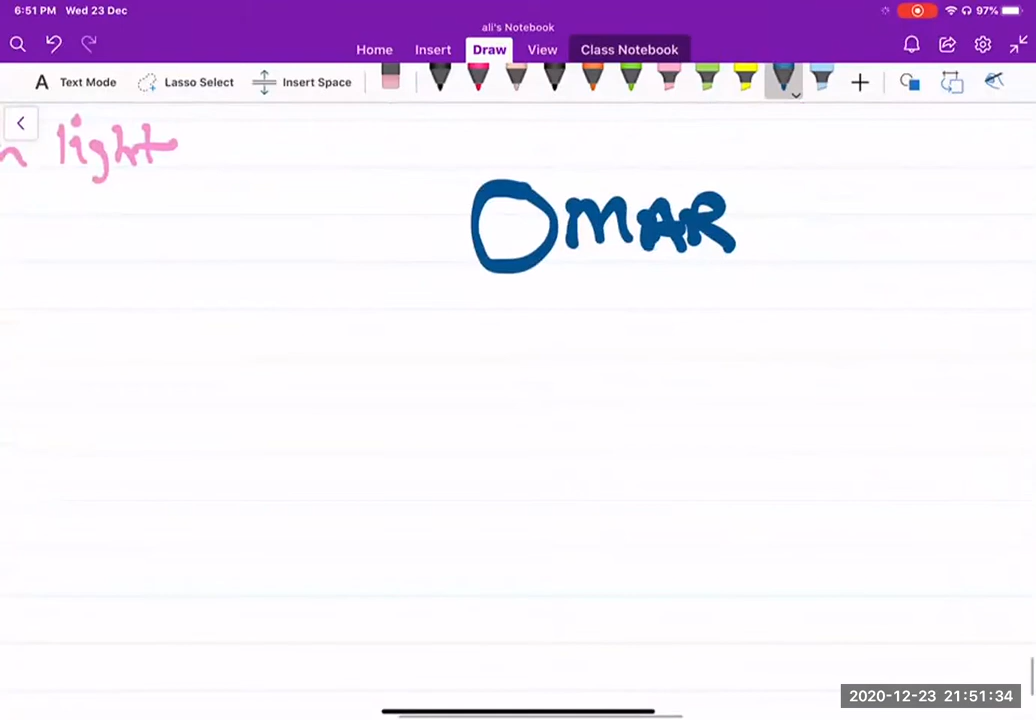 6:51 PM Wed 23 Dec
97%
ali's Notebook
Home Insert Draw View Class Notebook
A Text Mode Lasso Select Insert Space
light
OMAR
2020-12-23 21:51:34